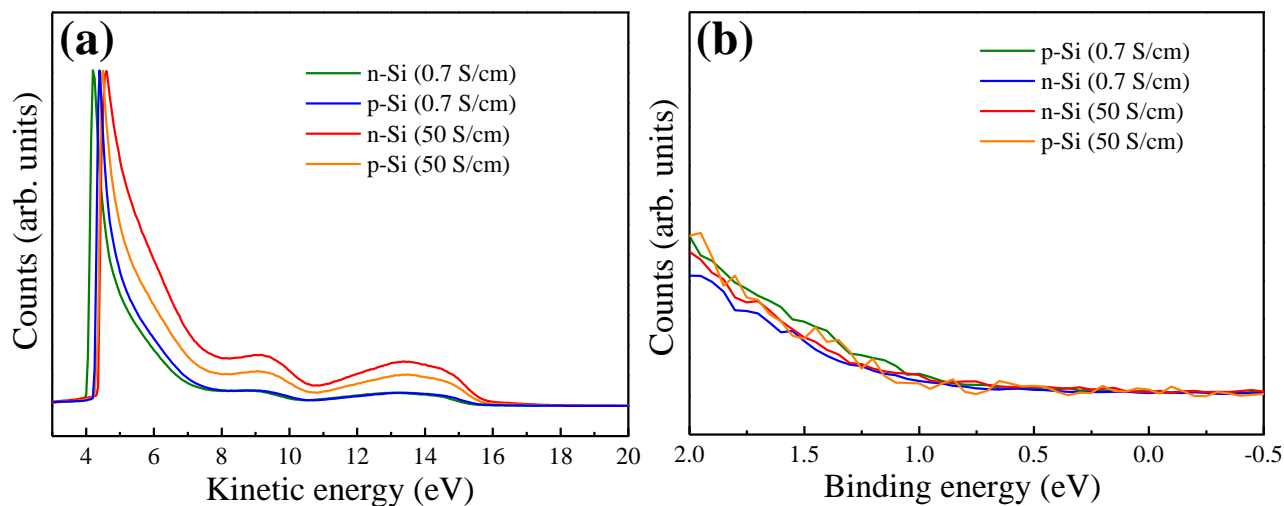 (a)
n-Si (0.7 S/cm)
p-Si (0.7 S/cm)
n-Si (50 S/cm)
p-Si (50 S/cm)
Counts (arb. units)
4 6 8 10 12 14 16 18 20
Kinetic energy (eV)
(b)
p-Si (0.7 S/cm)
n-Si (0.7 S/cm)
n-Si (50 S/cm)
p-Si (50 S/cm)
Counts (arb. units)
2.0 1.5 1.0 0.5 0.0 -0.5
Binding energy (eV)